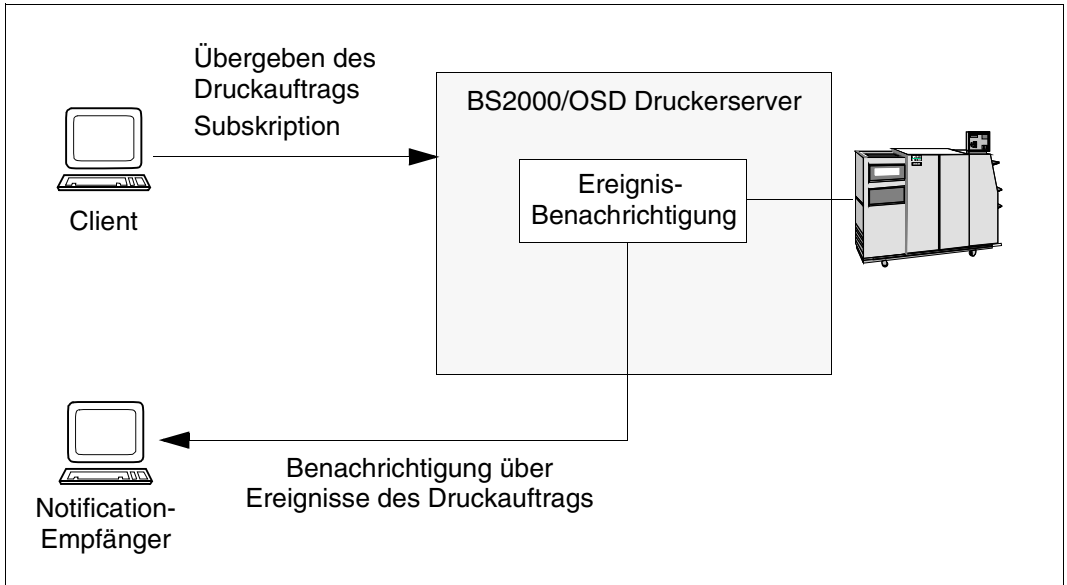 Übergeben des
Druckauftrags
Subskription
BS2000/OSD Druckerserver
Ereignis-
Benachrichtigung
Client
Benachrichtigung über
Ereignisse des Druckauftrags
Notification-
Empfänger